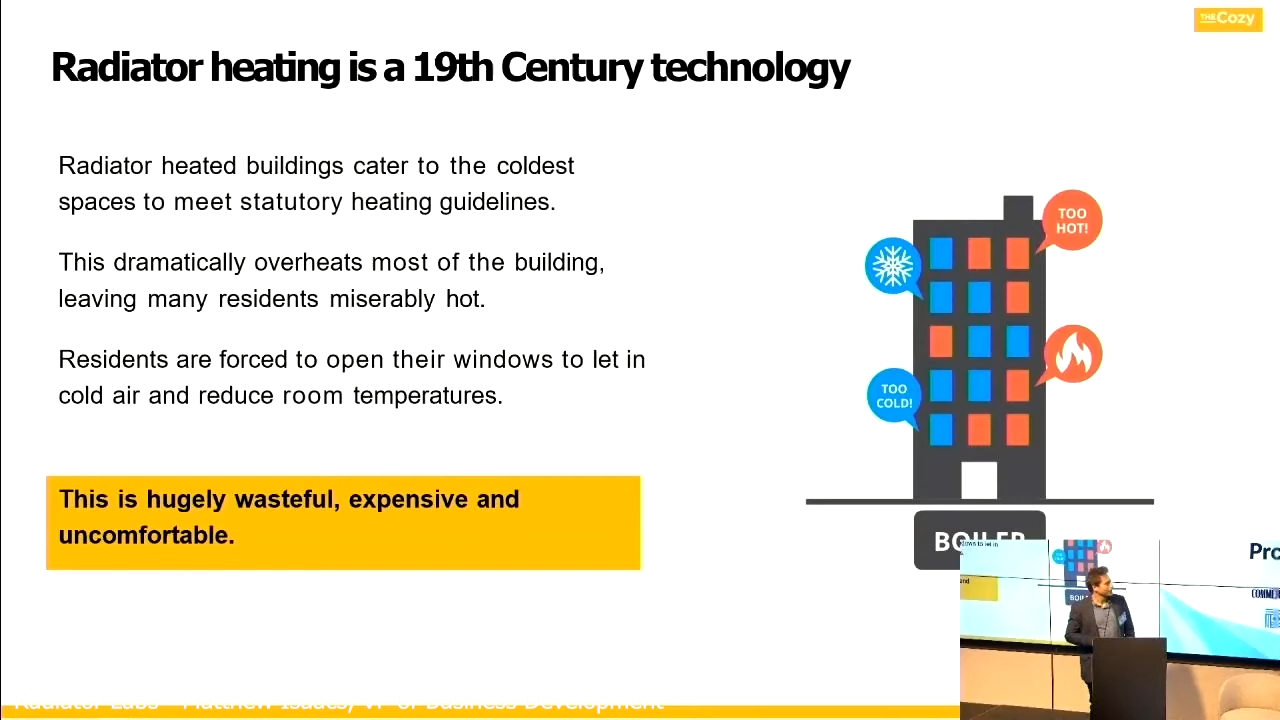 THE Cozy
Radiator heating is a 19th Century technology
Radiator heated buildings cater to the coldest
spaces to meet statutory heating guidelines.
This dramatically overheats most of the building,
leaving many residents miserably hot.
Residents are forced to open their windows to let in
cold air and reduce room temperatures.
This is hugely wasteful, expensive and
uncomfortable.
TOO
HOT!
TOO
COLD!
BOILER
Radiator Labs - Matthew Isaacs, VP of Business Development